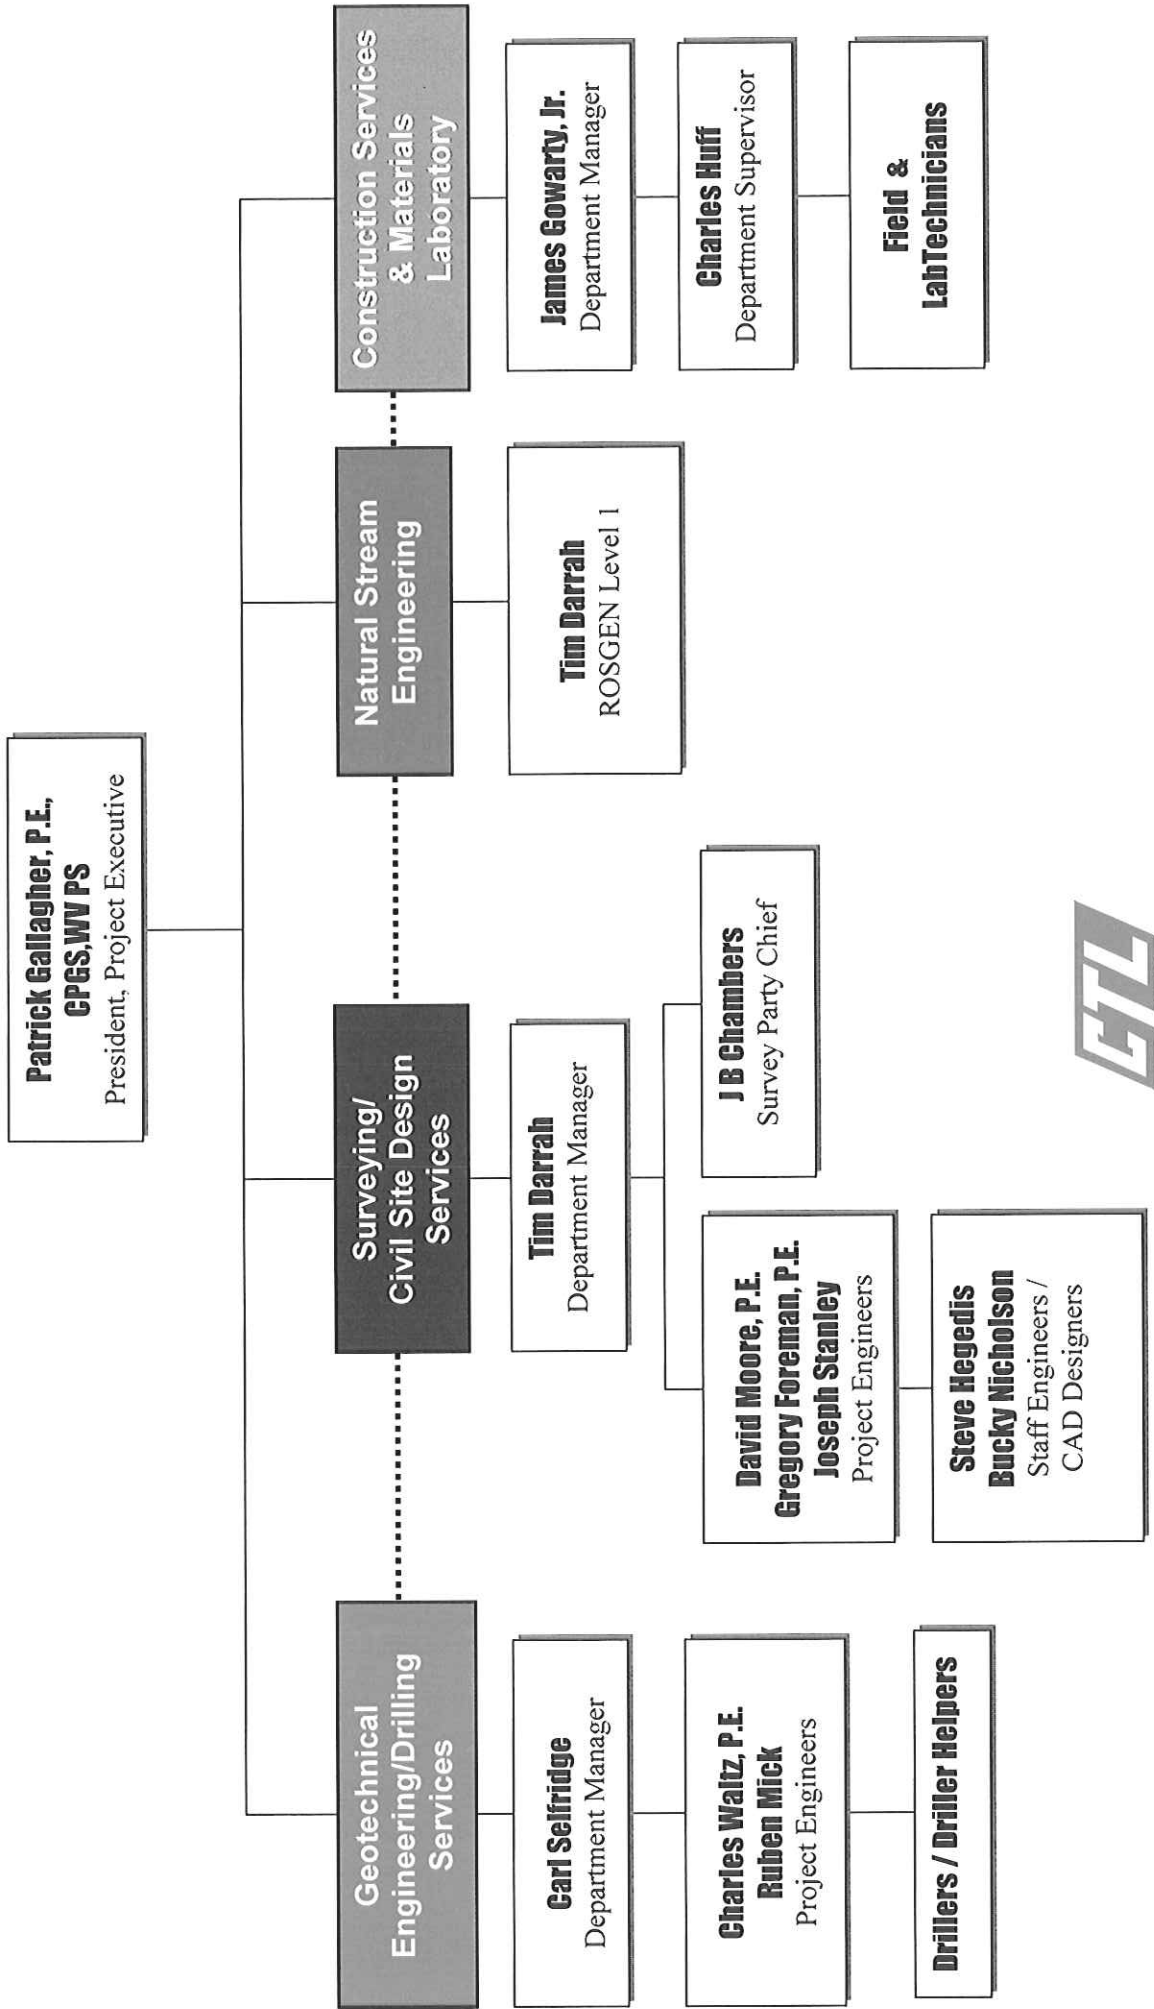 Patrick Gallagher, P.E.,
CPGS,WV PS
President, Project Executive
Geotechnical
Engineering/Drilling
Services
Surveying/
Civil Site Design
Services
Natural Stream
Engineering
Construction Services
& Materials
Laboratory
Carl Selfridge
Department Manager
Tim Darrah
Department Manager
Tim Darrah
ROSGEN Level 1
James Gowarty, Jr.
Department Manager
Charles Waltz, P.E.
Ruben Mick
Project Engineers
David Moore, P.E.
Gregory Foreman, P.E.
Joseph Stanley
Project Engineers
J B Chambers
Survey Party Chief
Charles Huff
Department Supervisor
Drillers / Driller Helpers
Steve Hegedis
Bucky Nicholson
Staff Engineers /
CAD Designers
Field &
LabTechnicians
GTL